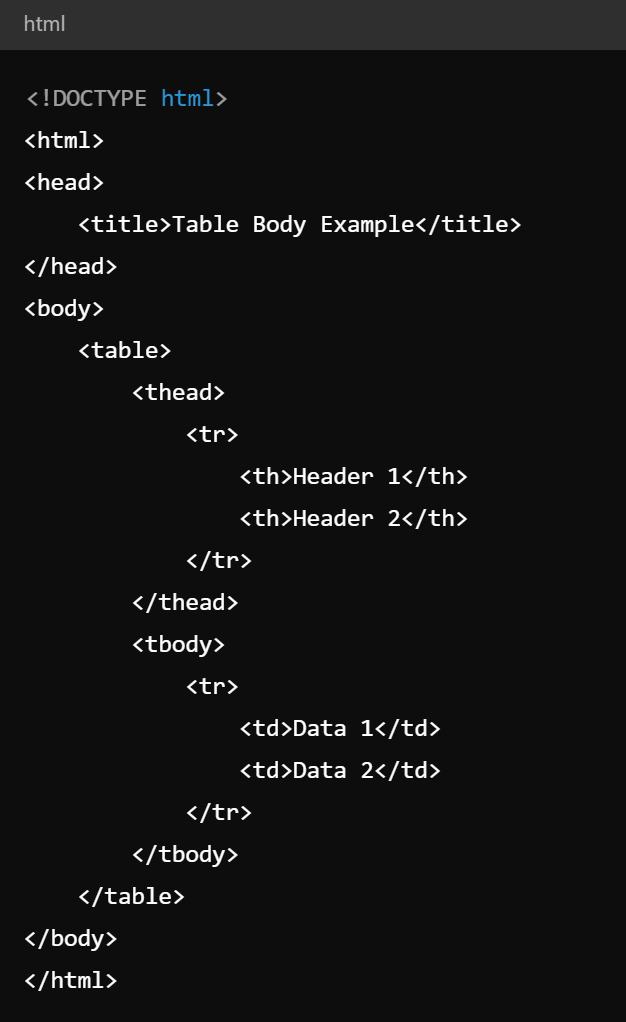 html
<!DOCTYPE html>
<html>
<head>
    <title>Table Body Example</title>
</head>
<body>
    <table>
        <thead>
            <tr>
                <th>Header 1</th>
                <th>Header 2</th>
            </tr>
        </thead>
        <tbody>
            <tr>
                <td>Data 1</td>
                <td>Data 2</td>
            </tr>
        </tbody>
    </table>
</body>
</html>